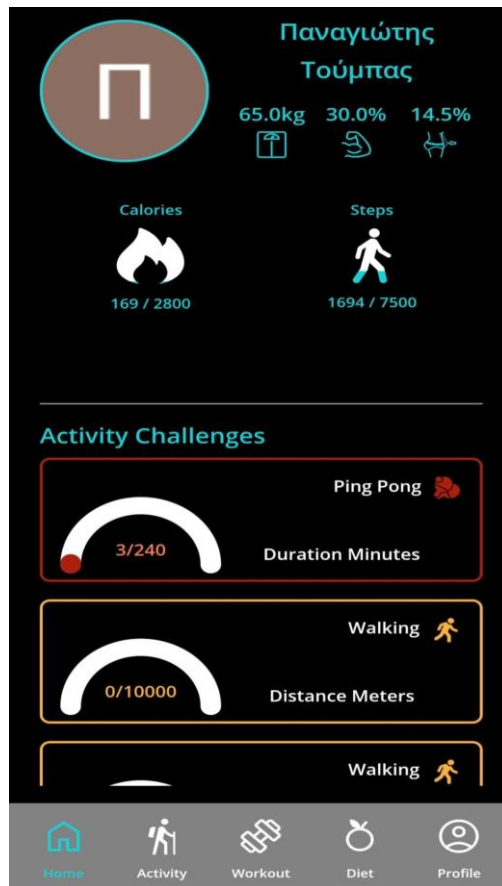 Π
Παναγιώτης
Τούμπας
65.0kg 30.0% 14.5%
Calories Steps
169 / 2800 1694 / 7500
Activity Challenges
Ping Pong
3/240 Duration Minutes
Walking
0/10000 Distance Meters
Walking
Home Activity Workout Diet Profile